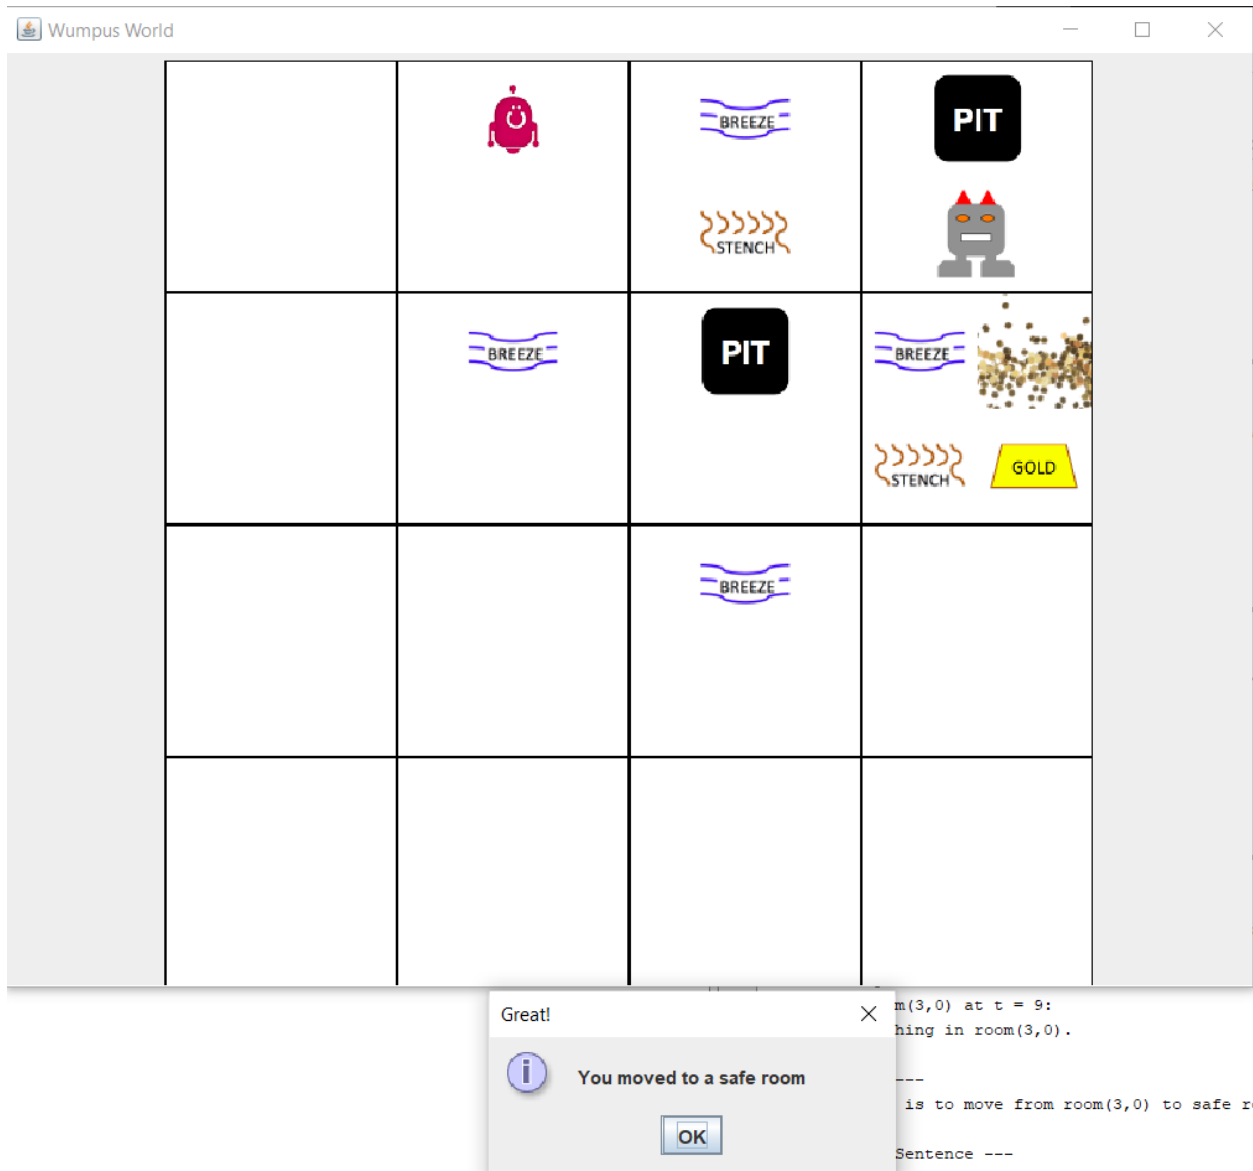 Wumpus World
BREEZE
PIT
STENCH
BREEZE
PIT
BREEZE
STENCH
GOLD
BREEZE
Great!
You moved to a safe room
OK
m(3,0) at t = 9:
hing in room(3,0).
---
is to move from room(3,0) to safe r
Sentence ---